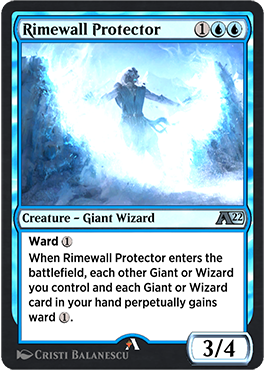 Rimewall Protector 1
Creature – Giant Wizard A22
Ward 1
When Rimewall Protector enters the
battlefield, each other Giant or Wizard
you control and each Giant or Wizard
card in your hand perpetually gains
ward 1.
3/4
Cristi Balanescu